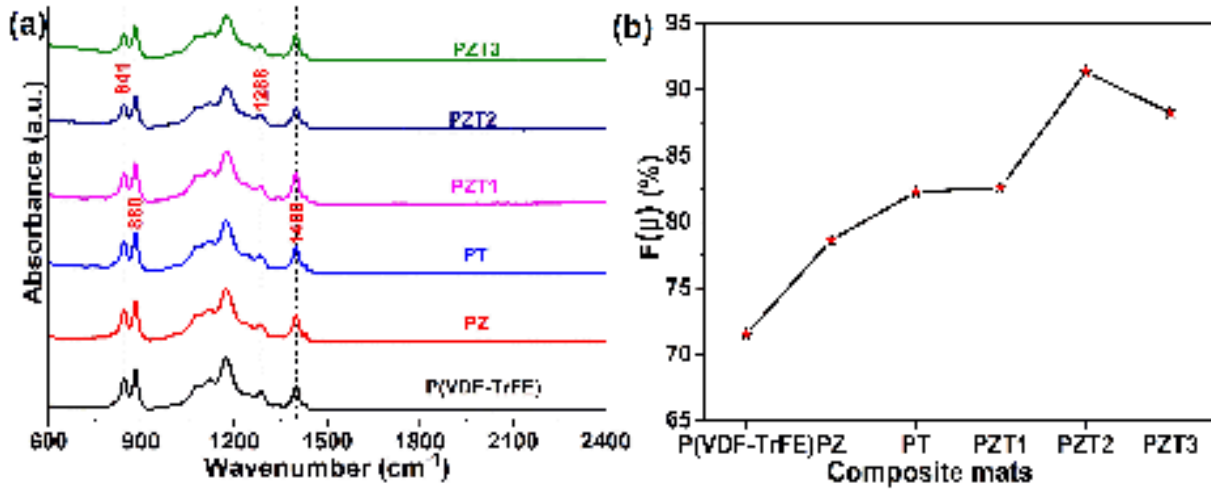 (a)
Absorbance (a.u.)
PZT3
841
1288
PZT2
PZT1
880
PT
PZ
P(VDF-TrFE)
600 900 1200 1500 1800 2100 2400
Wavenumber (cm⁻¹)
(b)
F(μ) (%)
95
90
85
80
75
70
65
P(VDF-TrFE) PZ PT PZT1 PZT2 PZT3
Composite mats